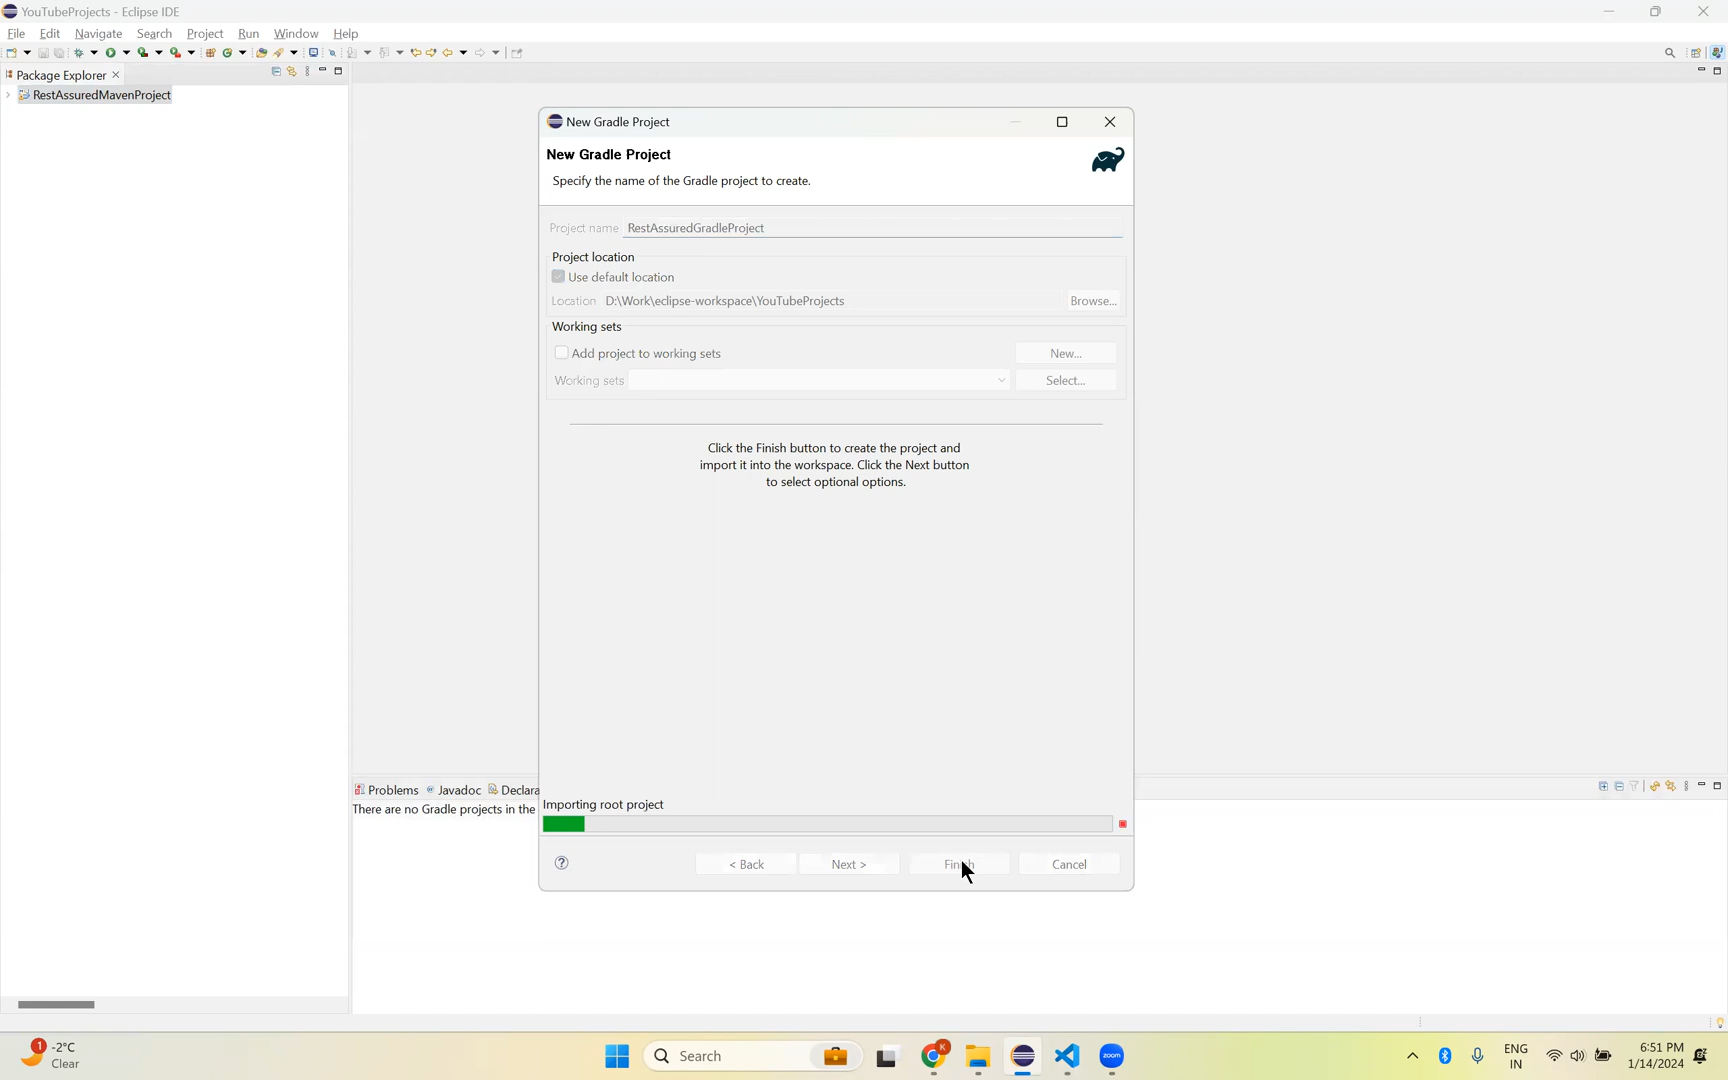 YouTubeProjects - Eclipse IDE
File Edit Navigate Search Project Run Window Help
Package Explorer
RestAssuredMavenProject
New Gradle Project
New Gradle Project
Specify the name of the Gradle project to create.
Project name RestAssuredGradleProject
Project location
Use default location
Location D:\Work\eclipse-workspace\YouTubeProjects Browse...
Working sets
Add project to working sets New...
Working sets Select...
Click the Finish button to create the project and
import it into the workspace. Click the Next button
to select optional options.
Problems Javadoc Declara
There are no Gradle projects in the
Importing root project
< Back Next > Finish Cancel
1 -2°C
Clear
Search
K
zoom
ENG
IN
6:51 PM
1/14/2024